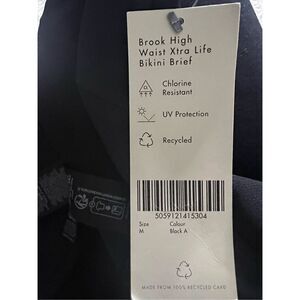 Brook High
Waist Xtra Life
Bikini Brief
Chlorine
Resistant
UV Protection
Recycled
5059121415304
Size
Colour
M
Black A
MADE FROM 100% RECYCLED CARD